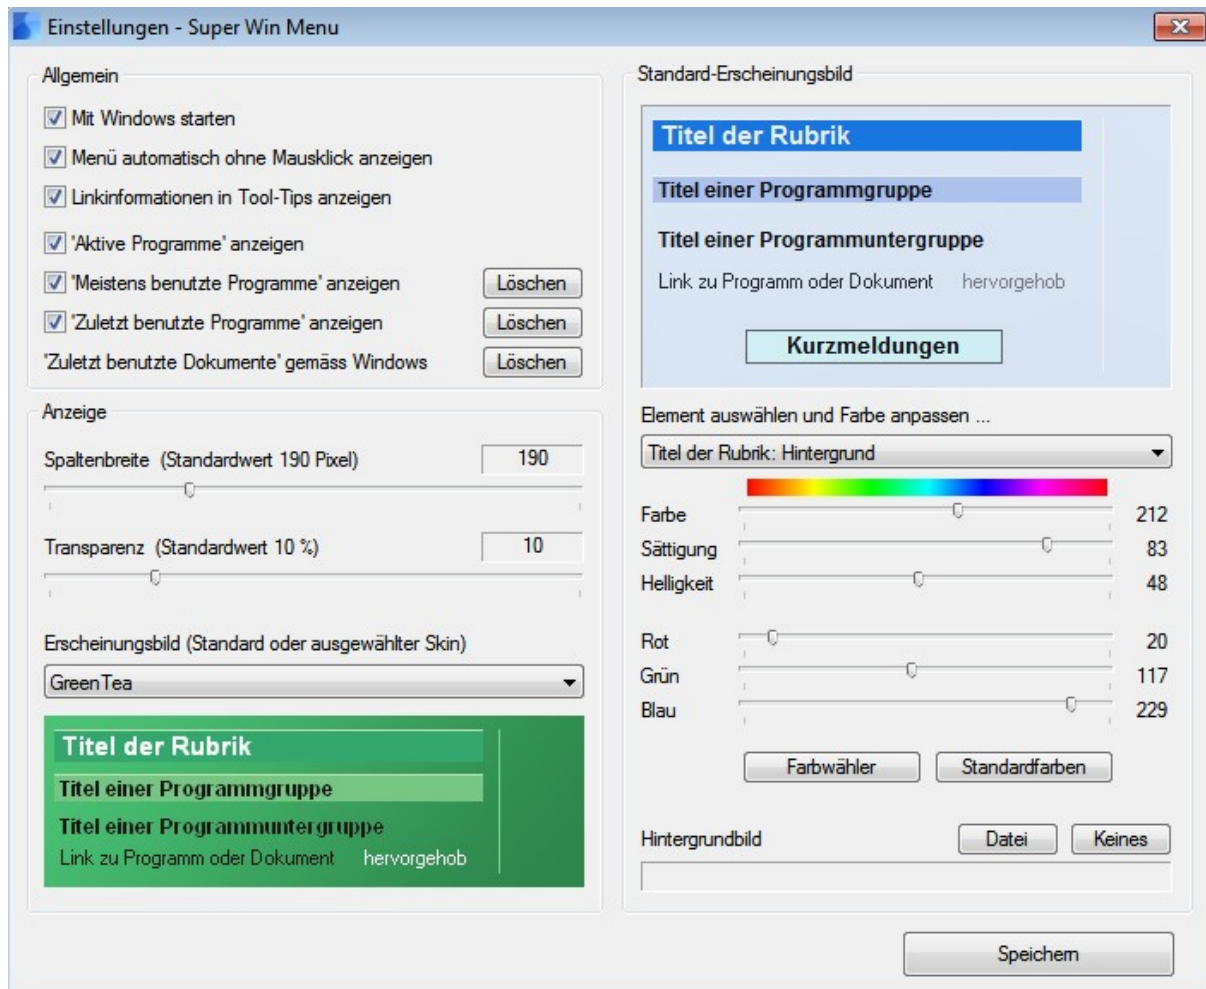 Einstellungen - Super Win Menu
Allgemein
Mit Windows starten
Menü automatisch ohne Mausklick anzeigen
Linkinformationen in Tool-Tips anzeigen
'Aktive Programme' anzeigen
'Meistens benutzte Programme' anzeigen Löschen
'Zuletzt benutzte Programme' anzeigen Löschen
'Zuletzt benutzte Dokumente' gemäss Windows Löschen
Anzeige
Spaltenbreite (Standardwert 190 Pixel) 190
Transparenz (Standardwert 10 %) 10
Erscheinungsbild (Standard oder ausgewählter Skin)
GreenTea
Titel der Rubrik
Titel einer Programmgruppe
Titel einer Programmuntergruppe
Link zu Programm oder Dokument hervorgehob
Standard-Erscheinungsbild
Titel der Rubrik
Titel einer Programmgruppe
Titel einer Programmuntergruppe
Link zu Programm oder Dokument hervorgehob
Kurzmeldungen
Element auswählen und Farbe anpassen ...
Titel der Rubrik: Hintergrund
Farbe 212
Sättigung 83
Helligkeit 48
Rot 20
Grün 117
Blau 229
Farbwähler Standardfarben
Hintergrundbild Datei Keines
Speichern